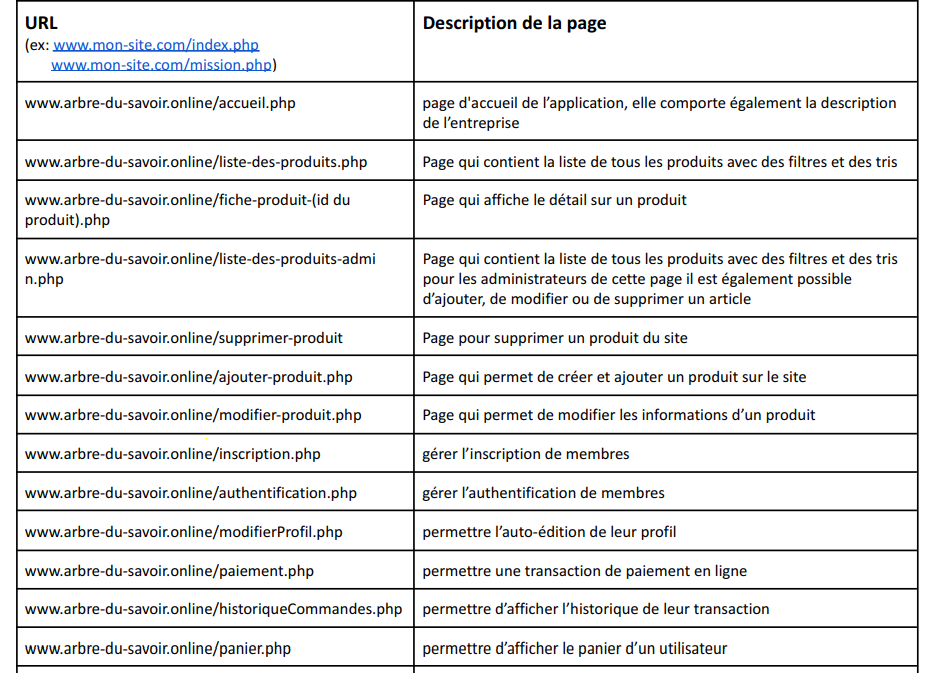 URL
(ex: www.mon-site.com/index.php
www.mon-site.com/mission.php)
Description de la page
www.arbre-du-savoir.online/accueil.php
page d'accueil de l’application, elle comporte également la description
de l’entreprise
www.arbre-du-savoir.online/liste-des-produits.php
Page qui contient la liste de tous les produits avec des filtres et des tris
www.arbre-du-savoir.online/fiche-produit-(id du
produit).php
Page qui affiche le détail sur un produit
www.arbre-du-savoir.online/liste-des-produits-admi
n.php
Page qui contient la liste de tous les produits avec des filtres et des tris
pour les administrateurs de cette page il est également possible
d’ajouter, de modifier ou de supprimer un article
www.arbre-du-savoir.online/supprimer-produit
Page pour supprimer un produit du site
www.arbre-du-savoir.online/ajouter-produit.php
Page qui permet de créer et ajouter un produit sur le site
www.arbre-du-savoir.online/modifier-produit.php
Page qui permet de modifier les informations d’un produit
www.arbre-du-savoir.online/inscription.php
gérer l’inscription de membres
www.arbre-du-savoir.online/authentification.php
gérer l’authentification de membres
www.arbre-du-savoir.online/modifierProfil.php
permettre l’auto-édition de leur profil
www.arbre-du-savoir.online/paiement.php
permettre une transaction de paiement en ligne
www.arbre-du-savoir.online/historiqueCommandes.php
permettre d’afficher l’historique de leur transaction
www.arbre-du-savoir.online/panier.php
permettre d’afficher le panier d’un utilisateur